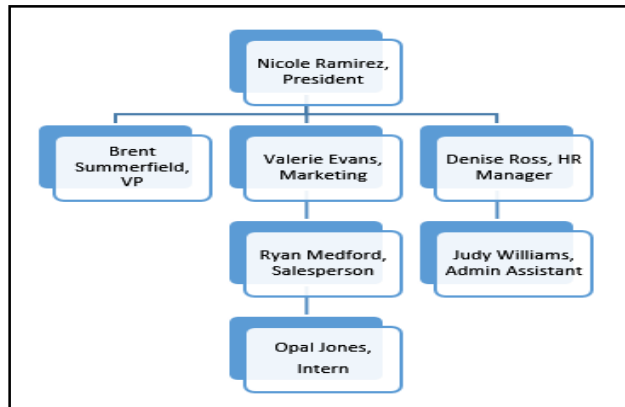 Nicole Ramirez,
President
Brent
Summerfield,
VP
Valerie Evans,
Marketing
Denise Ross, HR
Manager
Ryan Medford,
Salesperson
Judy Williams,
Admin Assistant
Opal Jones,
Intern